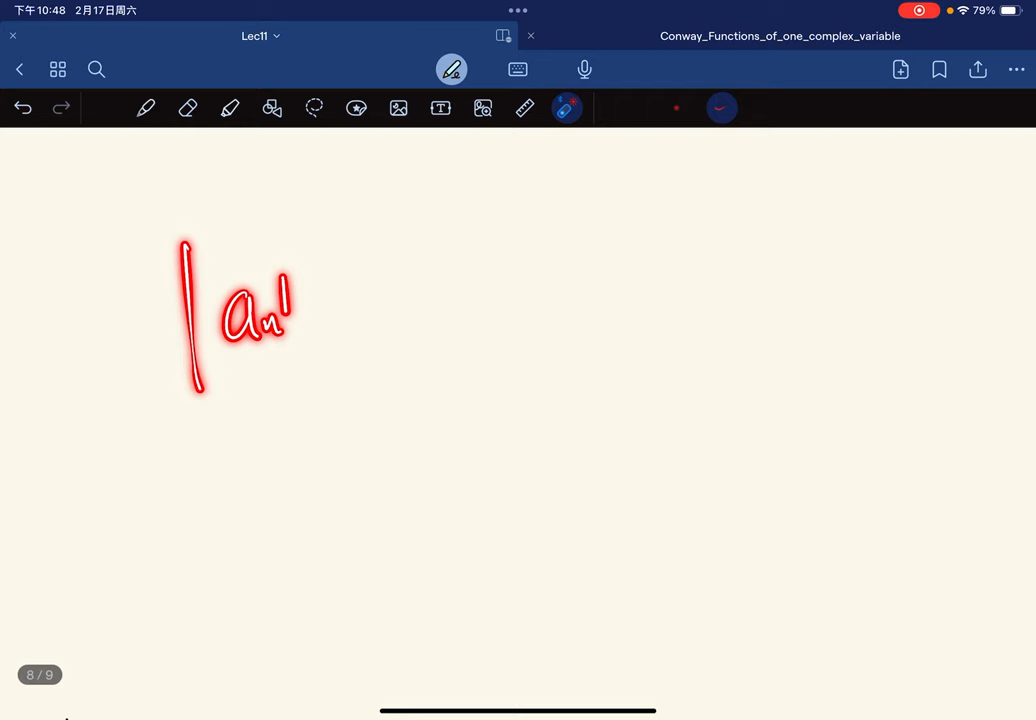 下午10:48 2月17日周六
79%
Lec11
Conway_Functions_of_one_complex_variable
|an|
8 / 9